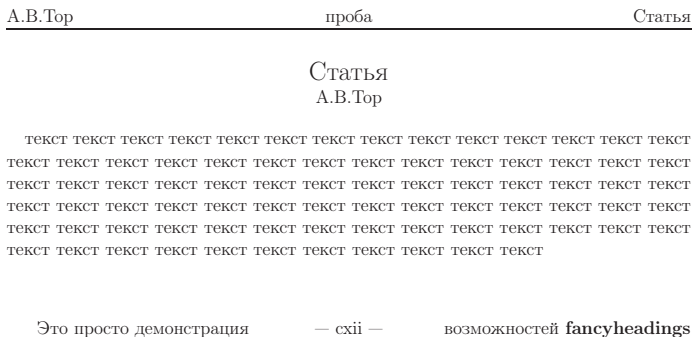 А.В.Тор проба Статья
Статья
А.В.Тор
текст текст текст текст текст текст текст текст текст текст текст текст текст текст
текст текст текст текст текст текст текст текст текст текст текст текст текст текст
текст текст текст текст текст текст текст текст текст текст текст текст текст текст
текст текст текст текст текст текст текст текст текст текст текст текст текст текст
текст текст текст текст текст текст текст текст текст текст текст текст текст текст
текст текст текст текст текст текст текст текст текст текст текст
Это просто демонстрация — cxii — возможностей fancyheadings